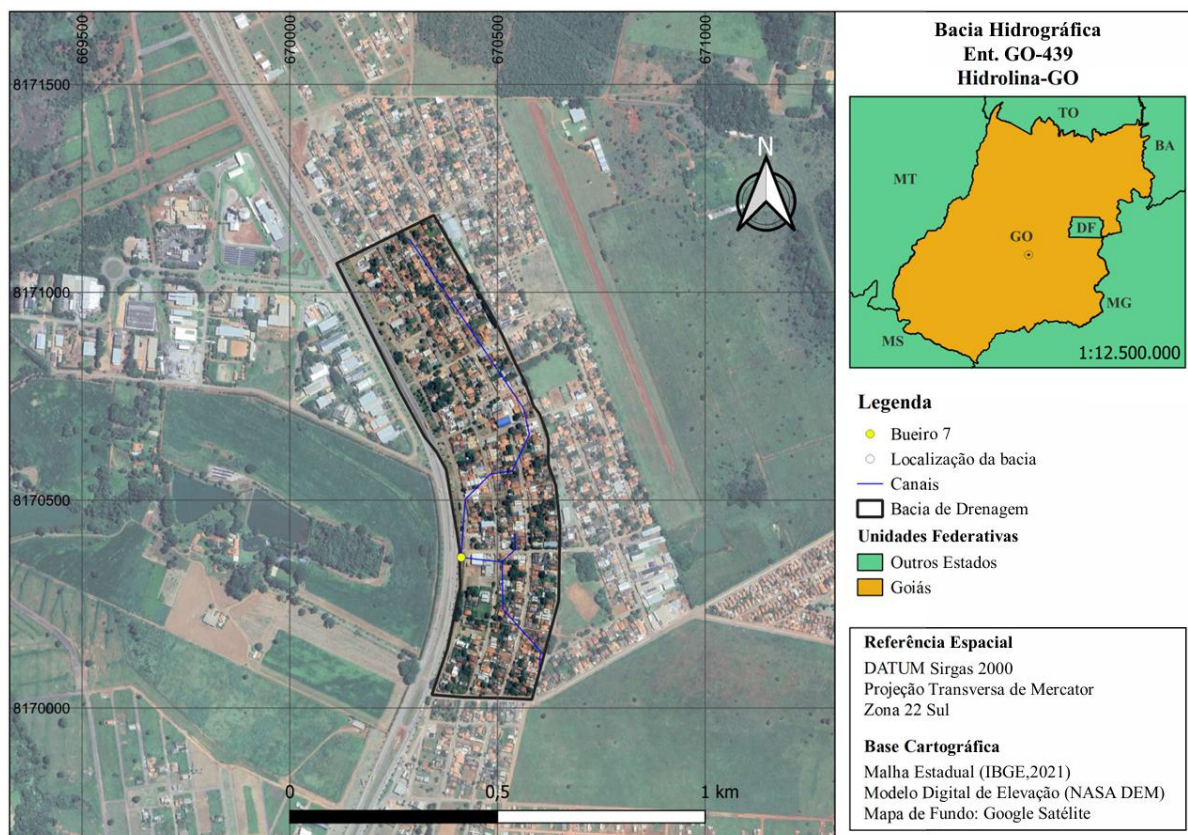 669500
670000
670500
671000
8171500
8171000
8170500
8170000
N
0
0.5
1 km
Bacia Hidrográfica
Ent. GO-439
Hidrolina-GO
TO
BA
MT
DF
GO
MG
MS
1:12.500.000
Legenda
Bueiro 7
Localização da bacia
Canais
Bacia de Drenagem
Unidades Federativas
Outros Estados
Goiás
Referência Espacial
DATUM Sirgas 2000
Projeção Transversa de Mercator
Zona 22 Sul
Base Cartográfica
Malha Estadual (IBGE,2021)
Modelo Digital de Elevação (NASA DEM)
Mapa de Fundo: Google Satélite